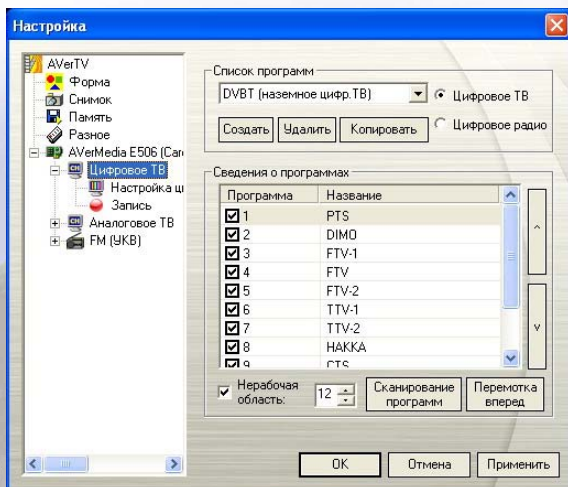 Настройка
AVerTV
Форма
Снимок
Память
Разное
AVerMedia E506 (Car
Цифровое ТВ
Настройка ц
Запись
Аналоговое ТВ
FM (УКВ)
Список программ
DVBT (наземное цифр.ТВ)
Цифровое ТВ
Создать Удалить Копировать
Цифровое радио
Сведения о программах
Программа Название
1 PTS
2 DIMO
3 FTV-1
4 FTV
5 FTV-2
6 TTV-1
7 TTV-2
8 HAKKA
9 CTS
Нерабочая область:
12
Сканирование программ
Перемотка вперед
OK Отмена Применить